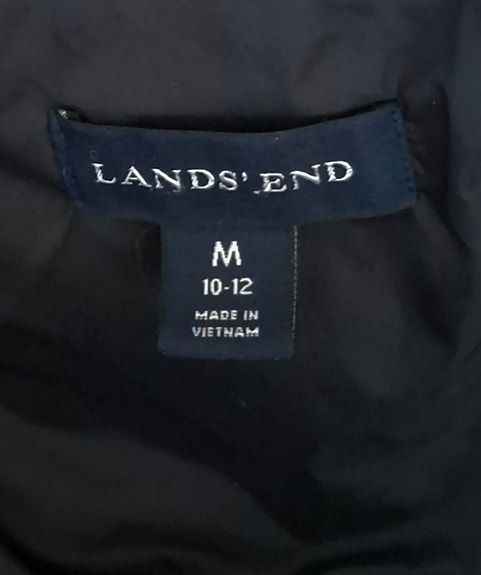 LANDS' END
M
10-12
MADE IN
VIETNAM